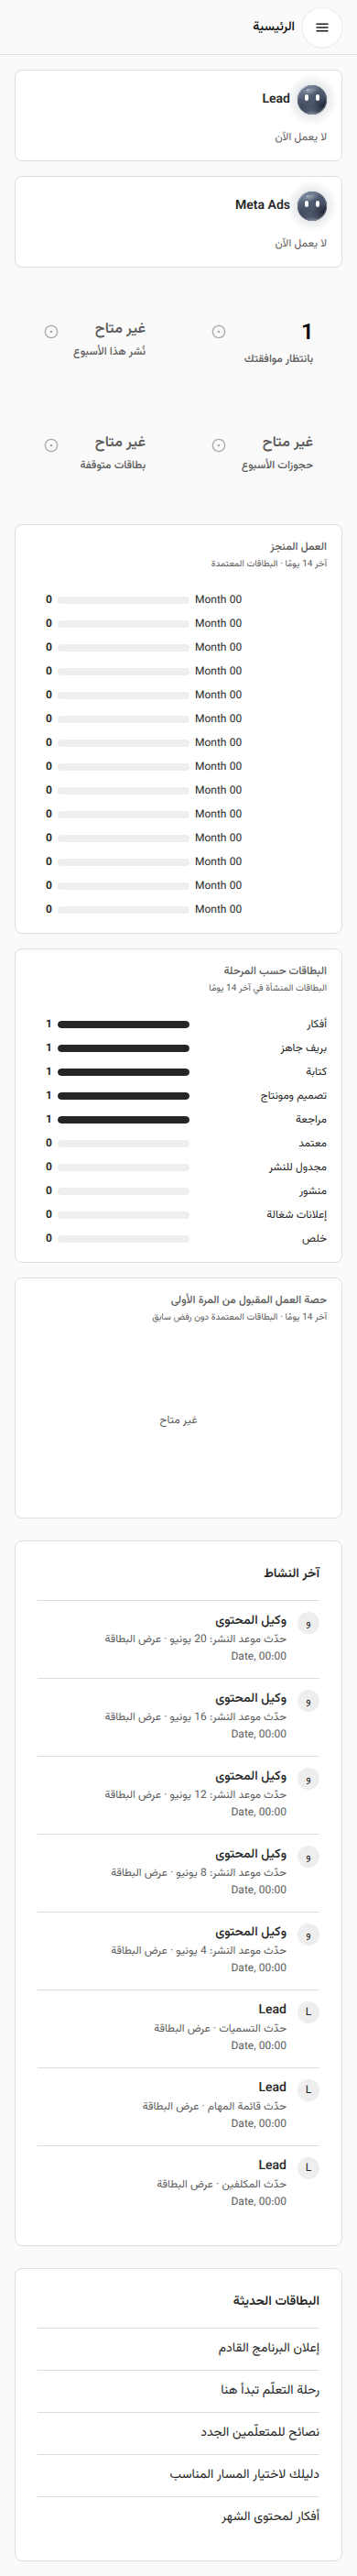 الرئيسية
Lead
لا يعمل الآن
Meta Ads
لا يعمل الآن
1
بانتظار موافقتك
غير متاح
نُشر هذا الأسبوع
غير متاح
حجوزات الأسبوع
غير متاح
بطاقات متوقفة
العمل المنجز
آخر 14 يومًا · البطاقات المعتمدة
Month 00 0
Month 00 0
Month 00 0
Month 00 0
Month 00 0
Month 00 0
Month 00 0
Month 00 0
Month 00 0
Month 00 0
Month 00 0
Month 00 0
Month 00 0
Month 00 0
البطاقات حسب المرحلة
البطاقات المنشأة في آخر 14 يومًا
أفكار 1
بريف جاهز 1
كتابة 1
تصميم ومونتاج 1
مراجعة 1
معتمد 0
مجدول للنشر 0
منشور 0
إعلانات شغالة 0
خلص 0
حصة العمل المقبول من المرة الأولى
آخر 14 يومًا · البطاقات المعتمدة دون رفض سابق
غير متاح
آخر النشاط
و
وكيل المحتوى
حدّث موعد النشر: 20 يونيو · عرض البطاقة
Date, 00:00
و
وكيل المحتوى
حدّث موعد النشر: 16 يونيو · عرض البطاقة
Date, 00:00
و
وكيل المحتوى
حدّث موعد النشر: 12 يونيو · عرض البطاقة
Date, 00:00
و
وكيل المحتوى
حدّث موعد النشر: 8 يونيو · عرض البطاقة
Date, 00:00
و
وكيل المحتوى
حدّث موعد النشر: 4 يونيو · عرض البطاقة
Date, 00:00
L
Lead
حدّث التسميات · عرض البطاقة
Date, 00:00
L
Lead
حدّث قائمة المهام · عرض البطاقة
Date, 00:00
L
Lead
حدّث المكلفين · عرض البطاقة
Date, 00:00
البطاقات الحديثة
إعلان البرنامج القادم
رحلة التعلّم تبدأ هنا
نصائح للمتعلّمين الجدد
دليلك لاختيار المسار المناسب
أفكار لمحتوى الشهر